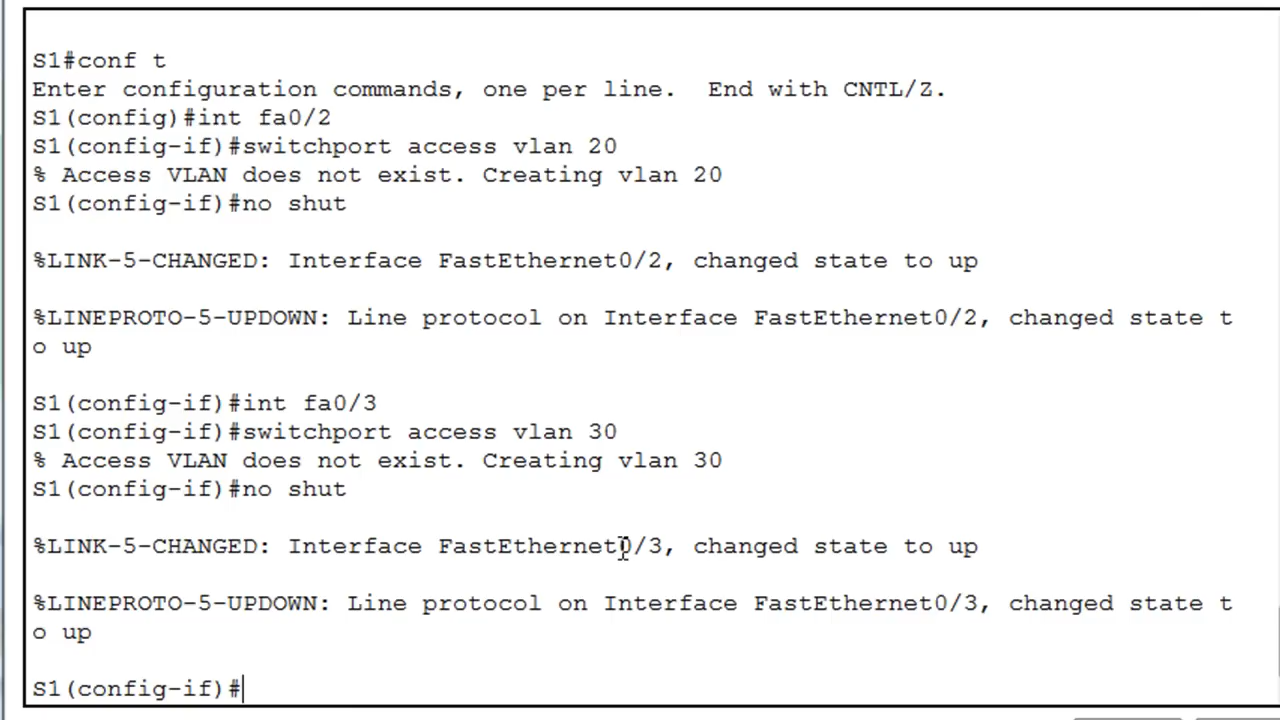 S1#conf t
Enter configuration commands, one per line.  End with CNTL/Z.
S1(config)#int fa0/2
S1(config-if)#switchport access vlan 20
% Access VLAN does not exist. Creating vlan 20
S1(config-if)#no shut
%LINK-5-CHANGED: Interface FastEthernet0/2, changed state to up
%LINEPROTO-5-UPDOWN: Line protocol on Interface FastEthernet0/2, changed state t
o up
S1(config-if)#int fa0/3
S1(config-if)#switchport access vlan 30
% Access VLAN does not exist. Creating vlan 30
S1(config-if)#no shut
%LINK-5-CHANGED: Interface FastEthernet0/3, changed state to up
%LINEPROTO-5-UPDOWN: Line protocol on Interface FastEthernet0/3, changed state t
o up
S1(config-if)#